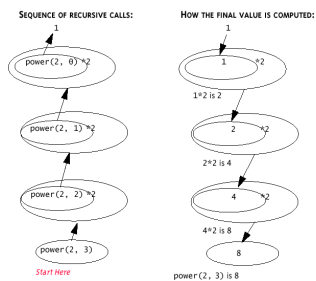 SEQUENCE OF RECURSIVE CALLS:
1
power(2, 0) *2
power(2, 1) *2
power(2, 2) *2
power(2, 3)
Start Here
HOW THE FINAL VALUE IS COMPUTED:
1
1 *2
1*2 is 2
2 *2
2*2 is 4
4 *2
4*2 is 8
8
power(2, 3) is 8